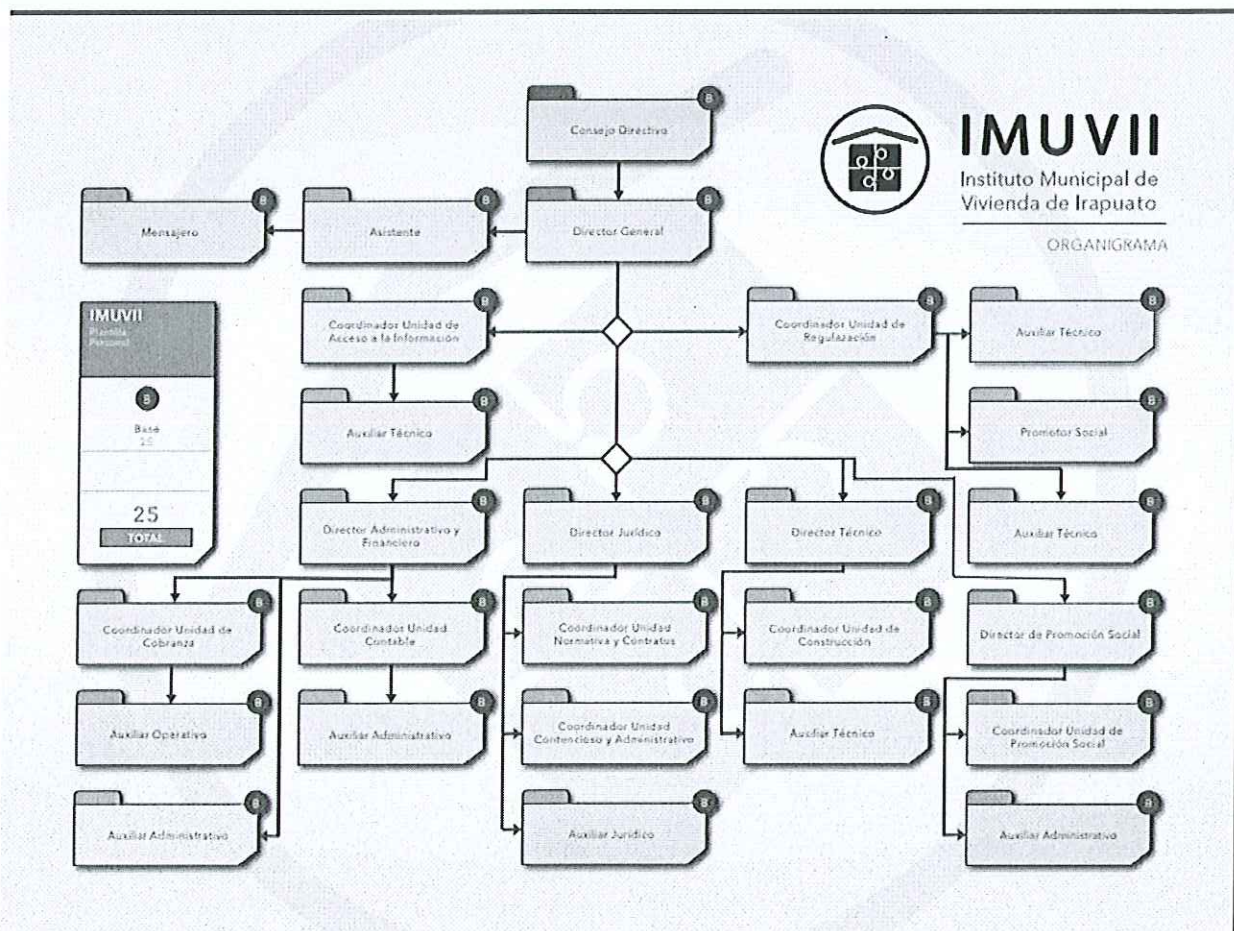 B
Consejo Directivo
IMUVII
Instituto Municipal de
Vivienda de Irapuato
ORGANIGRAMA
B
Mensajero
B
Asistente
B
Director General
IMUVII
Plantilla
Personal
B
Base
25
TOTAL
B
Coordinador Unidad de
Acceso a la Información
B
Coordinador Unidad de
Regulazación
B
Auxiliar Técnico
B
Auxiliar Técnico
B
Promotor Social
B
Director Administrativo y
Financiero
B
Director Jurídico
B
Director Técnico
B
Auxiliar Técnico
B
Coordinador Unidad de
Cobranza
B
Coordinador Unidad
Contable
B
Coordinador Unidad
Normativa y Contratos
B
Coordinador Unidad de
Construcción
B
Director de Promoción Social
B
Auxiliar Operativo
B
Auxiliar Administrativo
B
Coordinador Unidad
Contencioso y Administrativo
B
Auxiliar Técnico
B
Coordinador Unidad de
Promoción Social
B
Auxiliar Administrativo
B
Auxiliar Jurídico
B
Auxiliar Administrativo